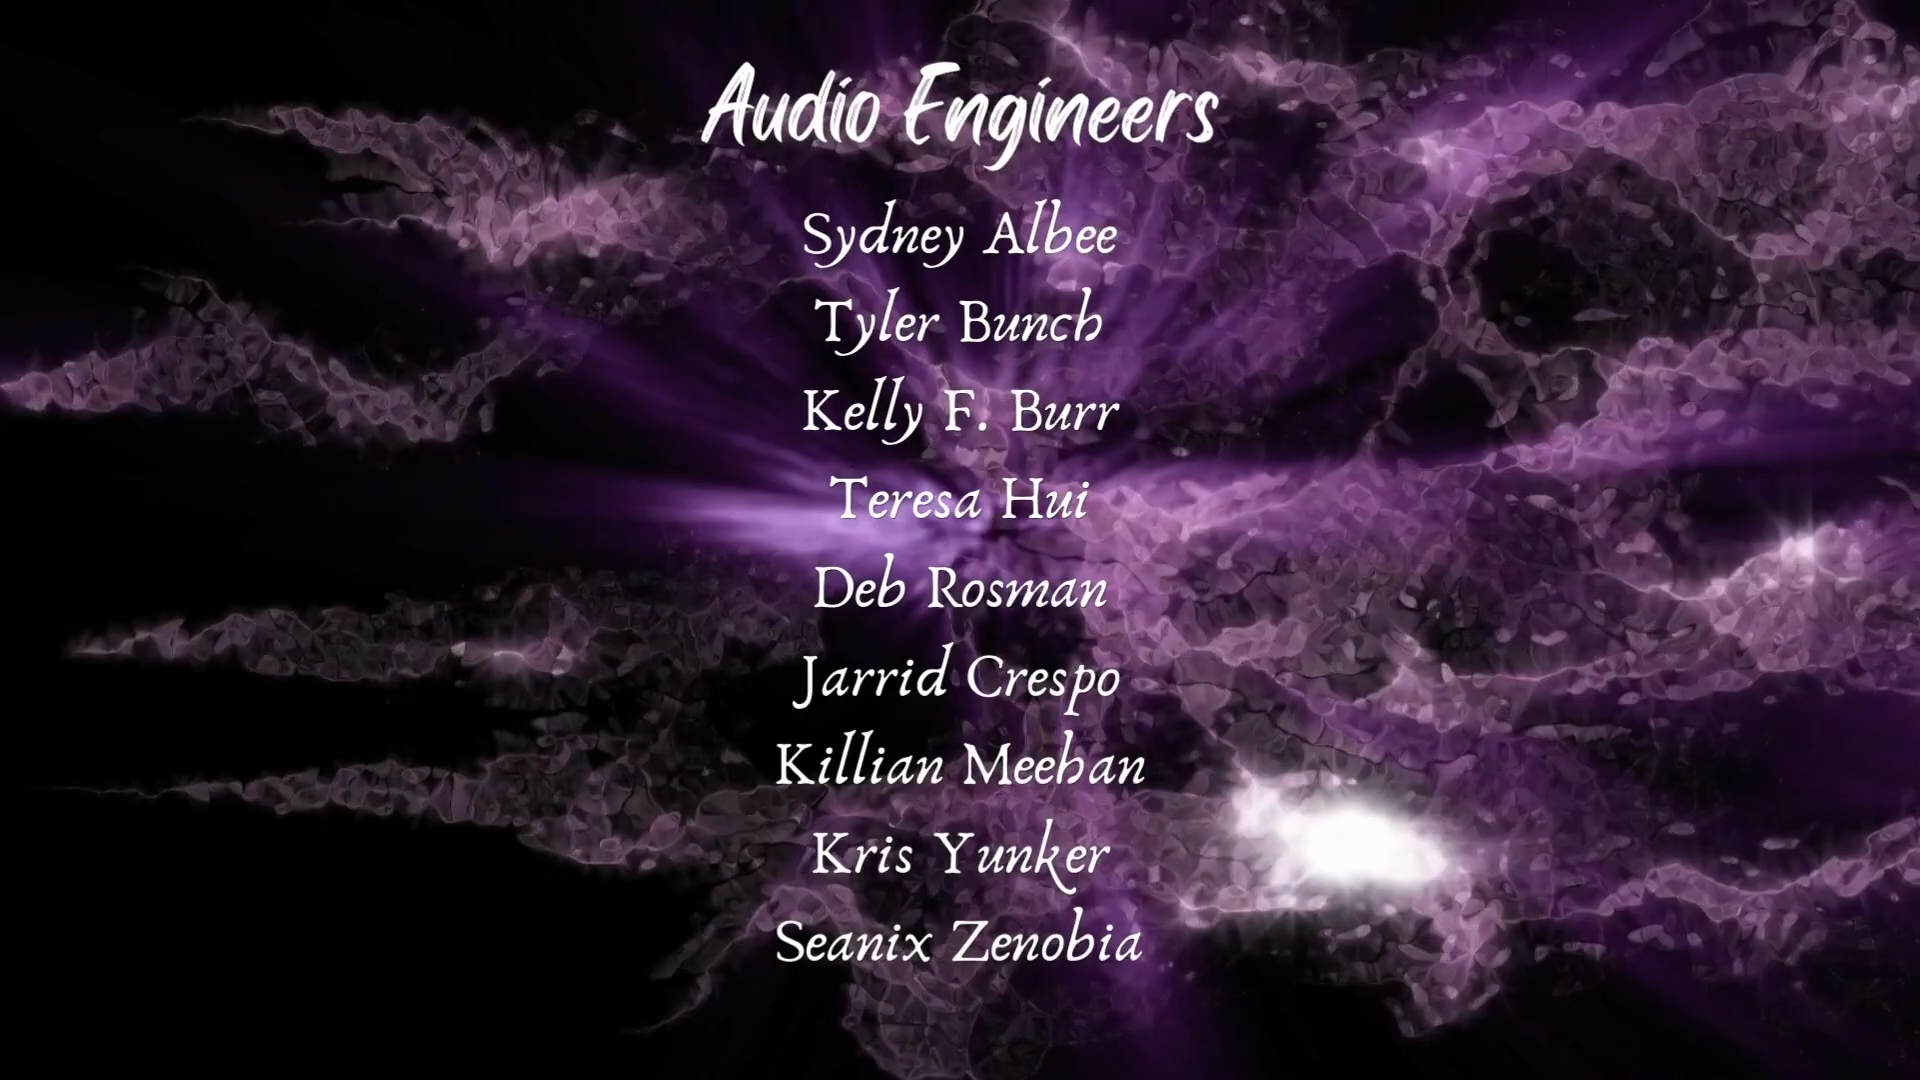 Audio Engineers
Sydney Albee
Tyler Bunch
Kelly F. Burr
Teresa Hui
Deb Rosman
Jarrid Crespo
Killian Meehan
Kris Yunker
Seanix Zenobia